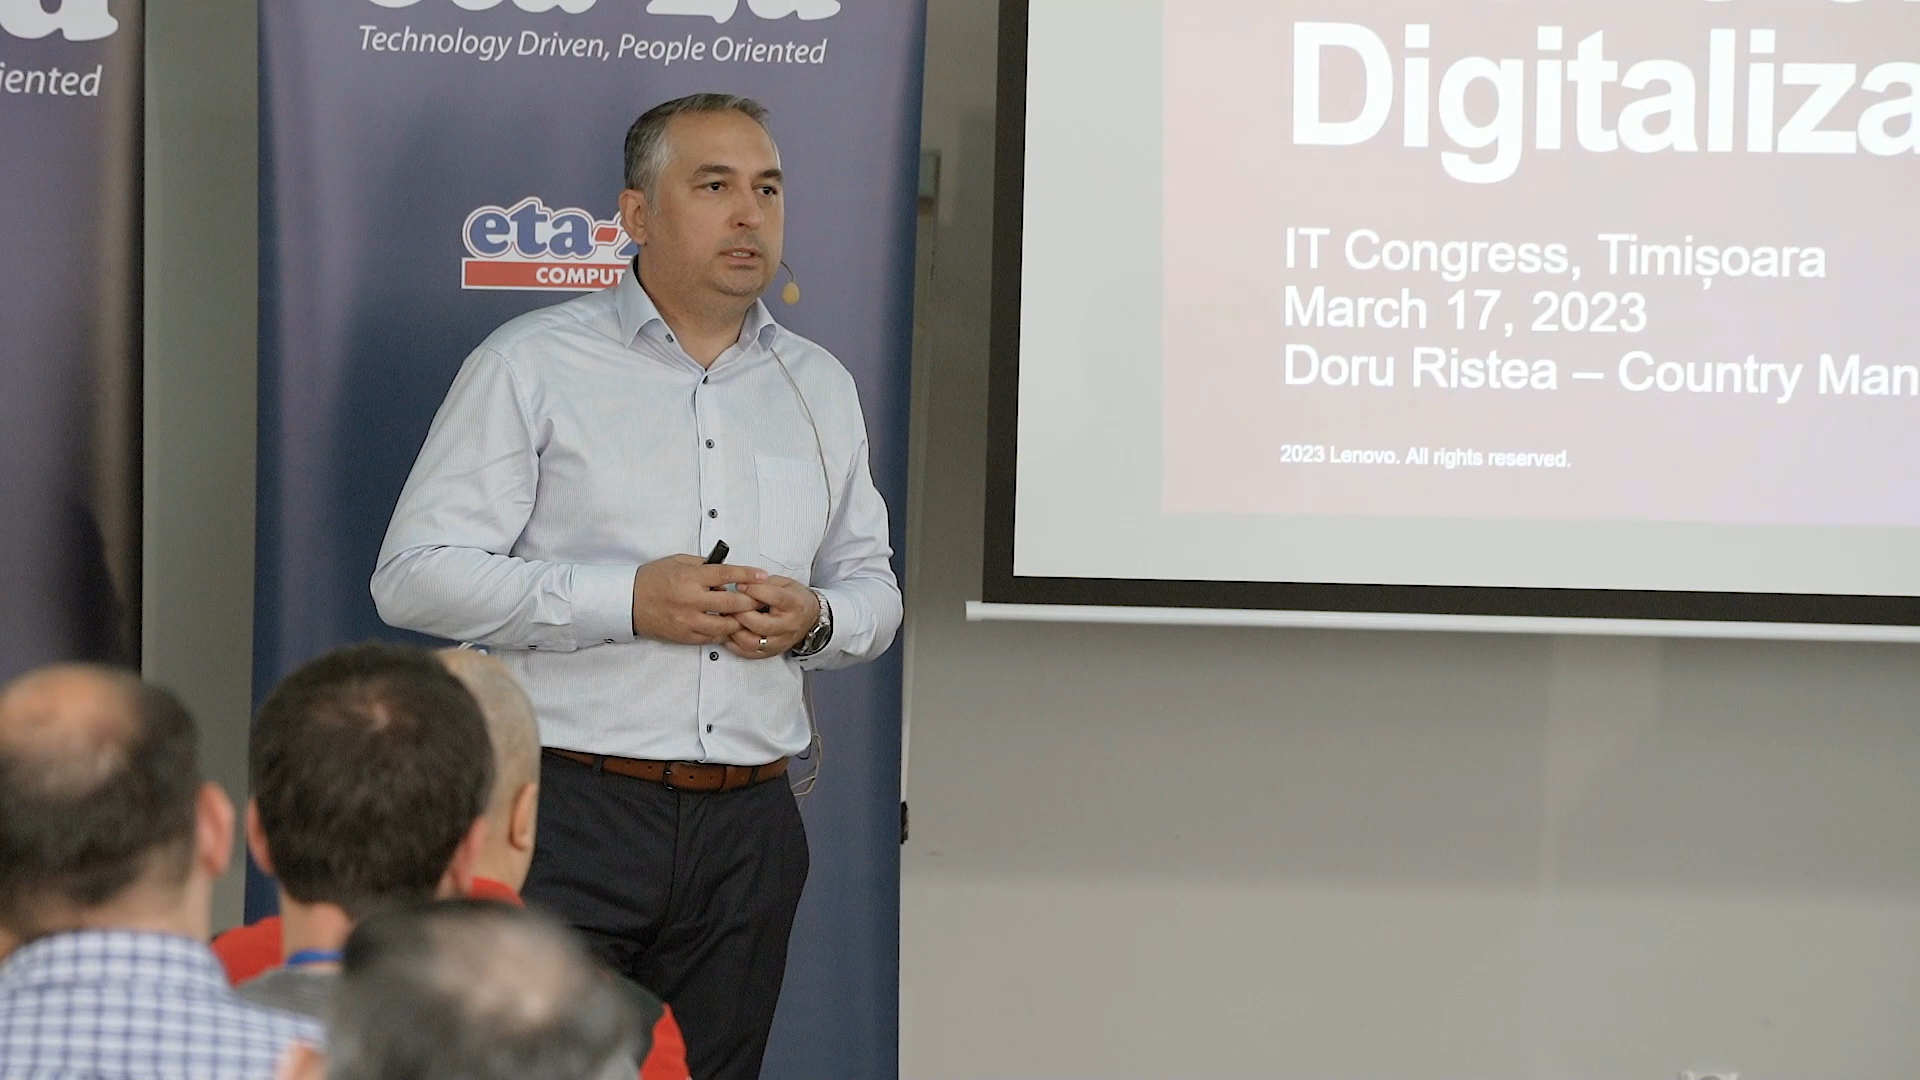 iented
Technology Driven, People Oriented
eta
COMPUT
Digitaliza
IT Congress, Timișoara
March 17, 2023
Doru Ristea – Country Man
2023 Lenovo. All rights reserved.